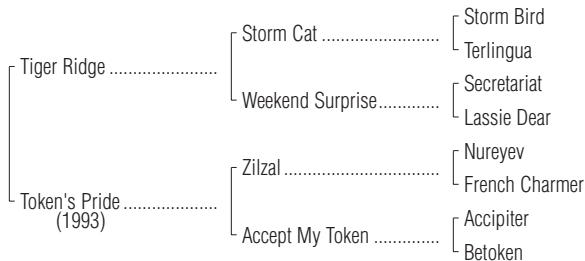 Storm Bird
Storm Cat ..............................
Terlingua
Tiger Ridge ...........................
Secretariat
Weekend Surprise...............
Lassie Dear
Nureyev
Zilzal .......................................
French Charmer
Token's Pride .......................
(1993)
Accipiter
Accept My Token ................
Betoken